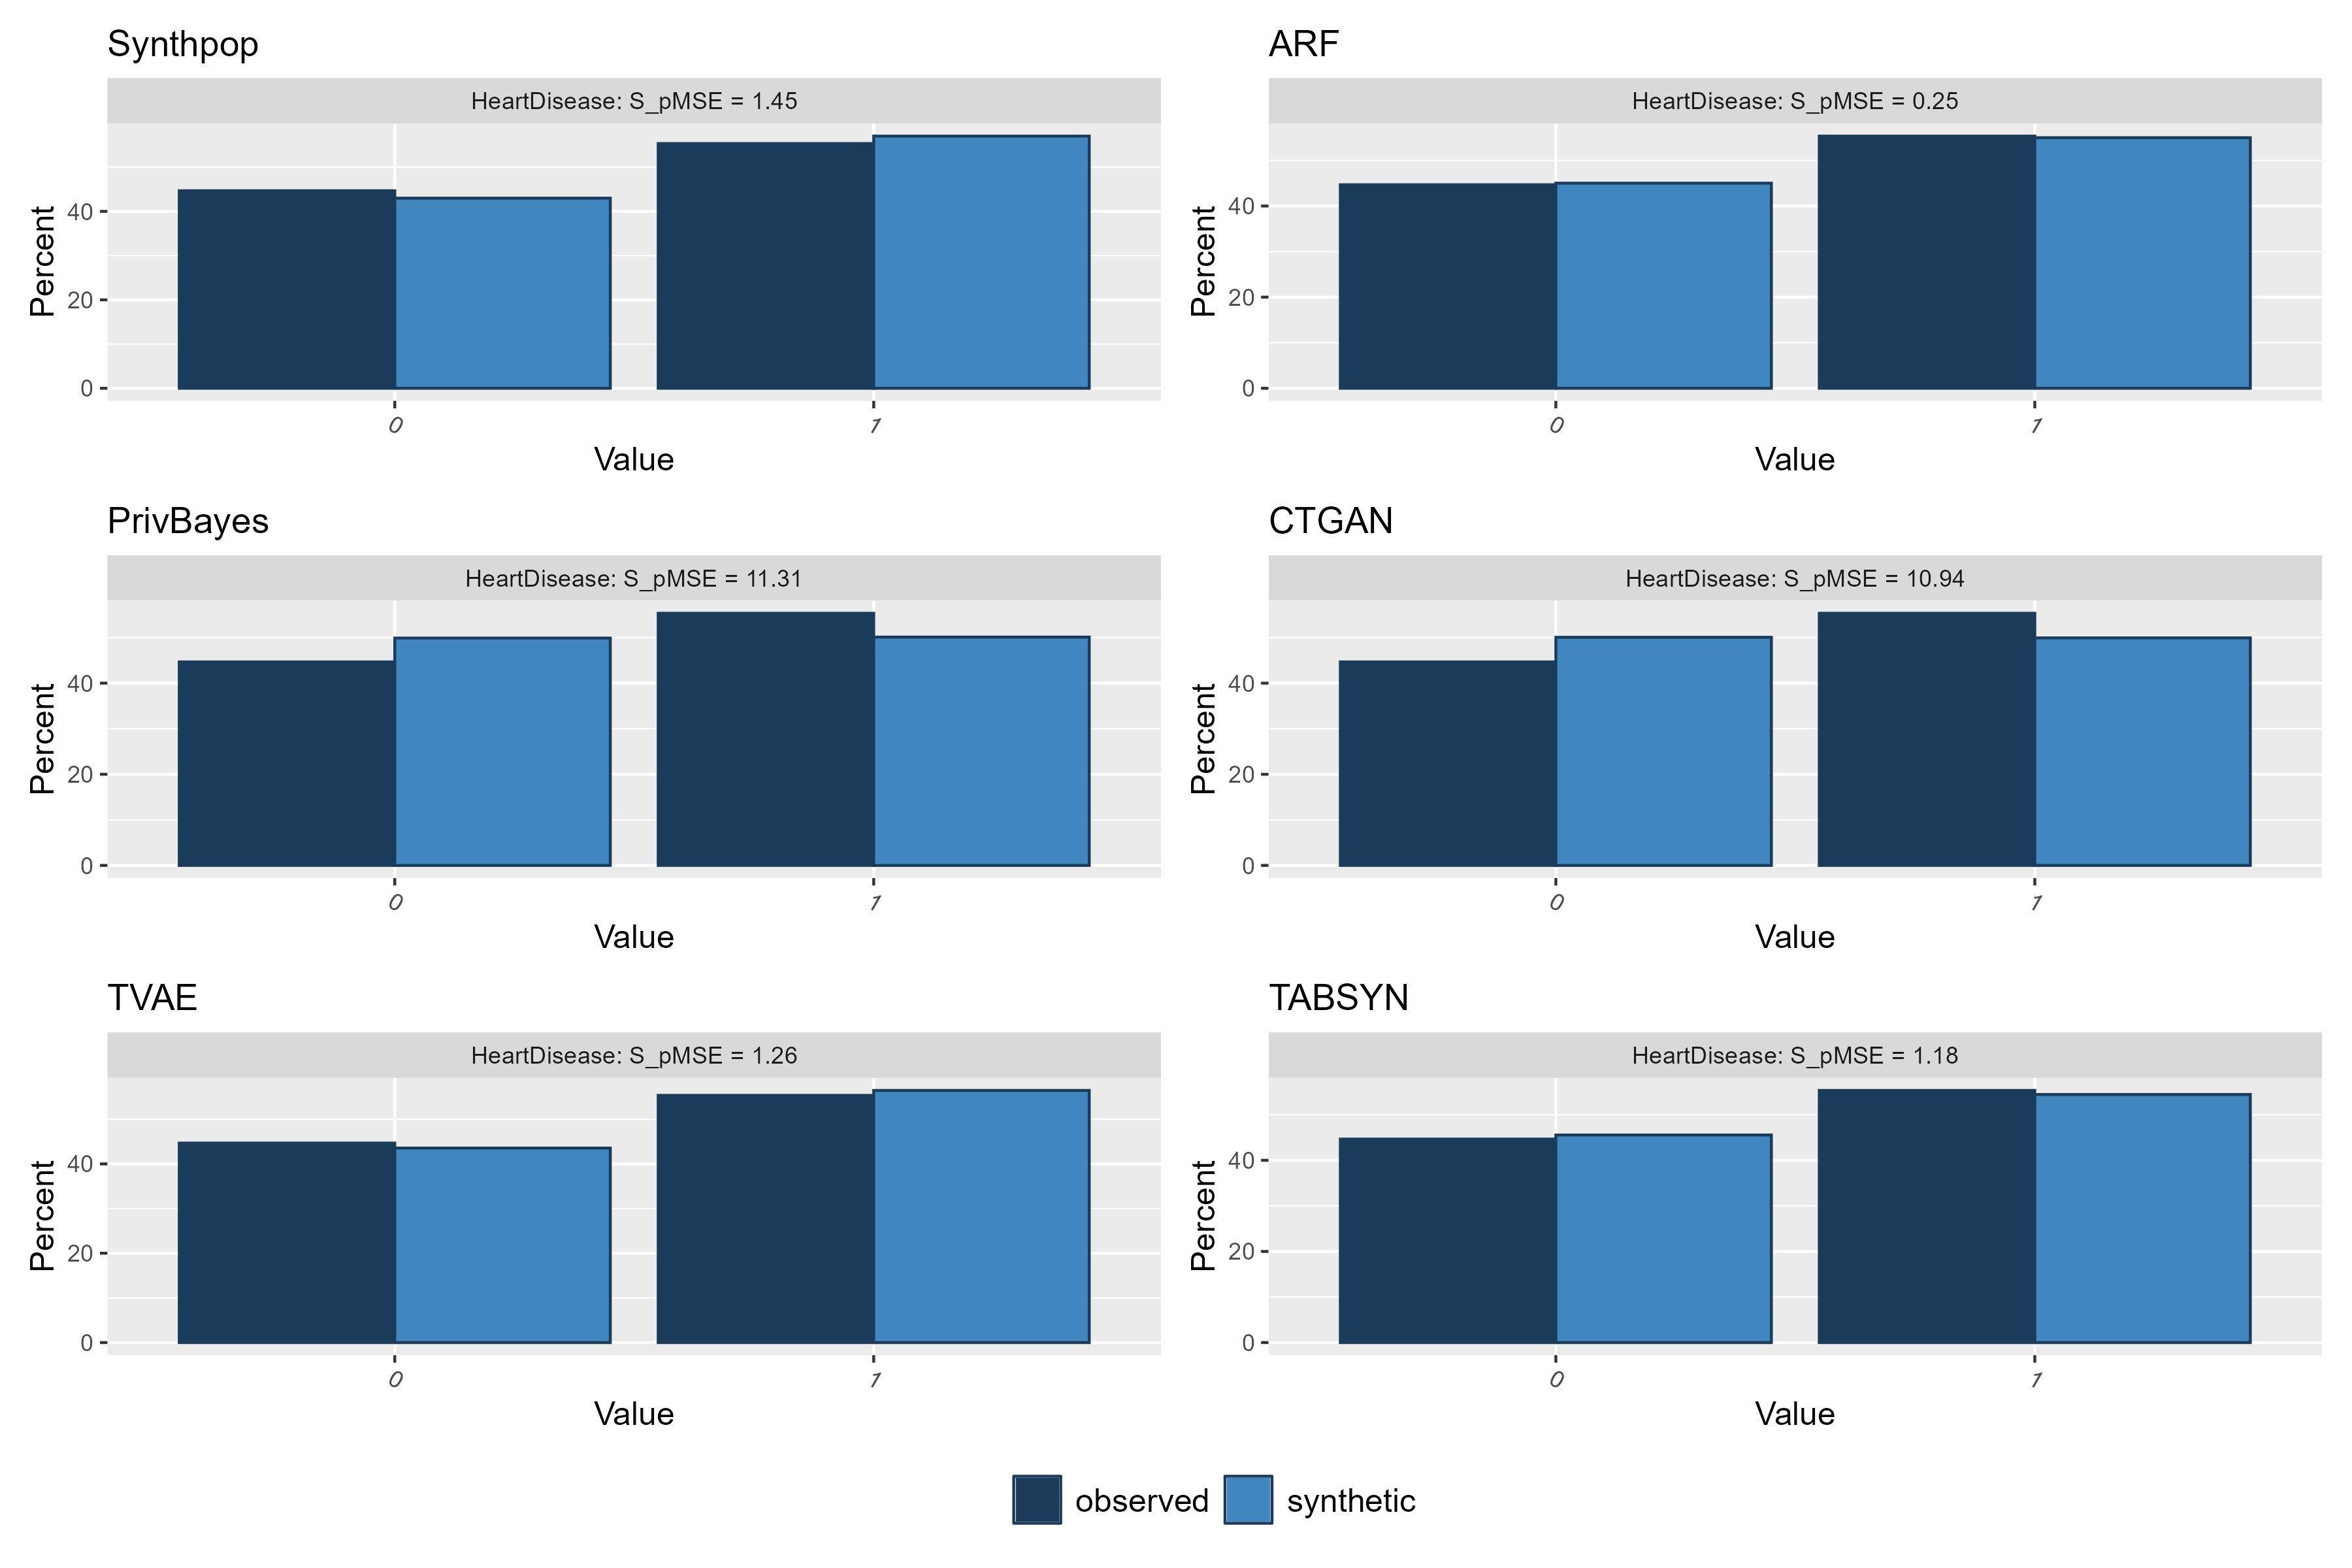 Synthpop
HeartDisease: S_pMSE = 1.45
Percent
40
20
0
0
1
Value
ARF
HeartDisease: S_pMSE = 0.25
Percent
40
20
0
0
1
Value
PrivBayes
HeartDisease: S_pMSE = 11.31
Percent
40
20
0
0
1
Value
CTGAN
HeartDisease: S_pMSE = 10.94
Percent
40
20
0
0
1
Value
TVAE
HeartDisease: S_pMSE = 1.26
Percent
40
20
0
0
1
Value
TABSYN
HeartDisease: S_pMSE = 1.18
Percent
40
20
0
0
1
Value
observed
synthetic